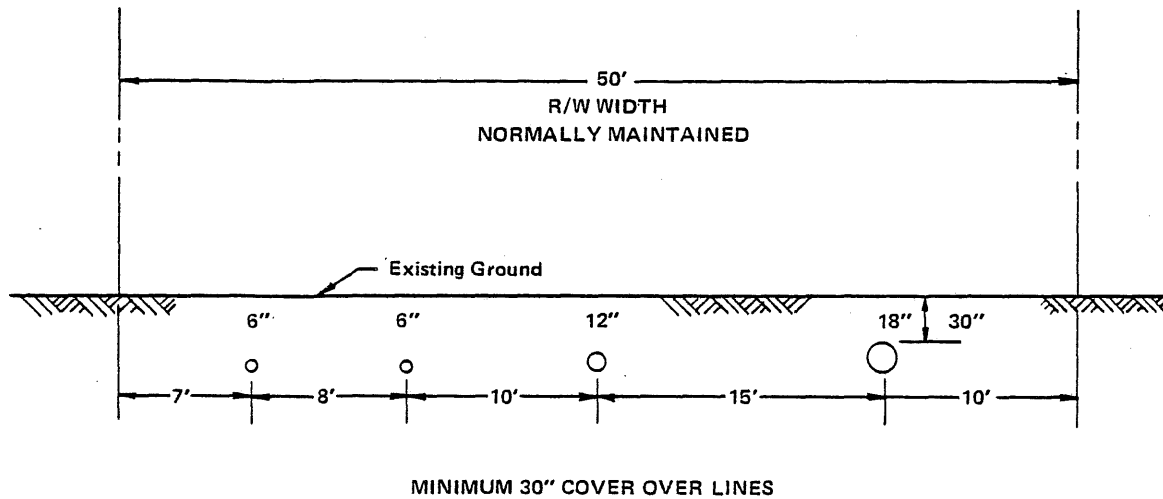 50'
R/W WIDTH
NORMALLY MAINTAINED
Existing Ground
6" 6" 12" 18" 30"
7' 8' 10' 15' 10'
MINIMUM 30" COVER OVER LINES